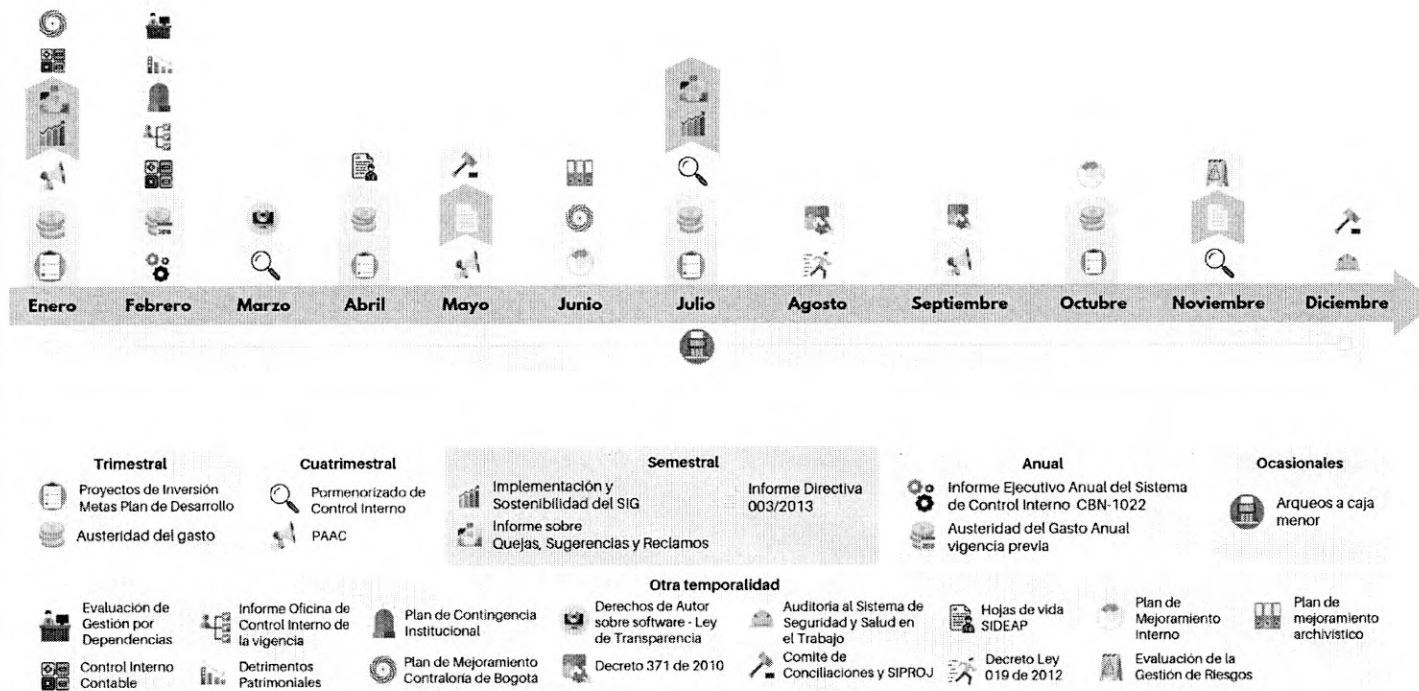 Enero Febrero Marzo Abril Mayo Junio Julio Agosto Septiembre Octubre Noviembre Diciembre
Trimestral
Proyectos de Inversión
Metas Plan de Desarrollo
Austeridad del gasto
Cuatrimestral
Pormenorizado de
Control Interno
PAAC
Semestral
Implementación y
Sostenibilidad del SIG
Informe sobre
Quejas, Sugerencias y Reclamos
Informe Directiva
003/2013
Anual
Informe Ejecutivo Anual del Sistema
de Control Interno CBN-1022
Austeridad del Gasto Anual
vigencia previa
Ocasionales
Arqueos a caja
menor
Otra temporalidad
Evaluación de
Gestión por
Dependencias
Informe Oficina de
Control Interno de
la vigencia
Plan de Contingencia
Institucional
Derechos de Autor
sobre software - Ley
de Transparencia
Auditoria al Sistema de
Seguridad y Salud en
el Trabajo
Hojas de vida
SIDEAP
Plan de
Mejoramiento
Interno
Plan de
mejoramiento
archivístico
Control Interno
Contable
Detrimentos
Patrimoniales
Plan de Mejoramiento
Contraloría de Bogotá
Decreto 371 de 2010
Comité de
Conciliaciones y SIPROJ
Decreto Ley
019 de 2012
Evaluación de la
Gestión de Riesgos